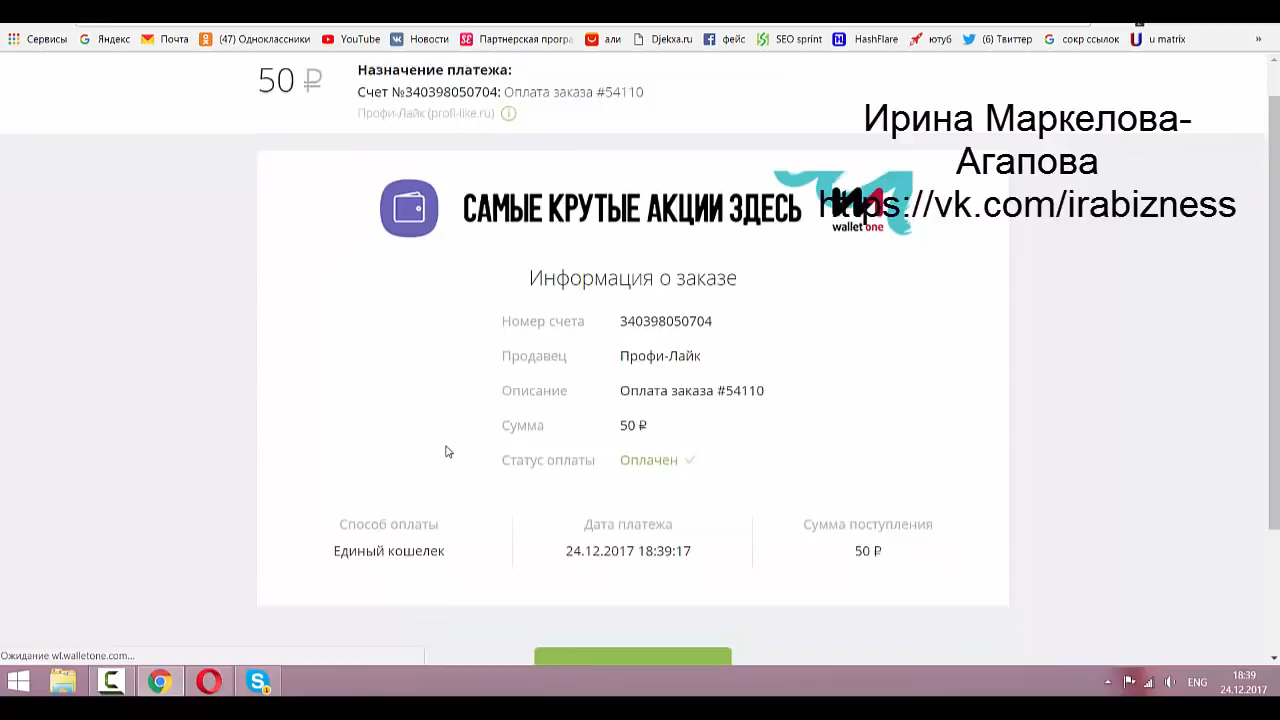 Сервисы Яндекс Почта (47) Одноклассники YouTube Новости Партнерская програ али Djekxa.ru фейс SEO sprint HashFlare ютуб (6) Твиттер сокр ссылок u matrix »
50 ₽
Назначение платежа:
Счет №340398050704: Оплата заказа #54110
Профи-Лайк (profi-like.ru)
Ирина Маркелова-
Агапова
https://vk.com/irabizness
САМЫЕ КРУТЫЕ АКЦИИ ЗДЕСЬ
wallet one
Информация о заказе
Номер счета 340398050704
Продавец Профи-Лайк
Описание Оплата заказа #54110
Сумма 50 ₽
Статус оплаты Оплачен
Способ оплаты Дата платежа Сумма поступления
Единый кошелек 24.12.2017 18:39:17 50 ₽
Ожидание wl.walletone.com...
ENG
18:39
24.12.2017